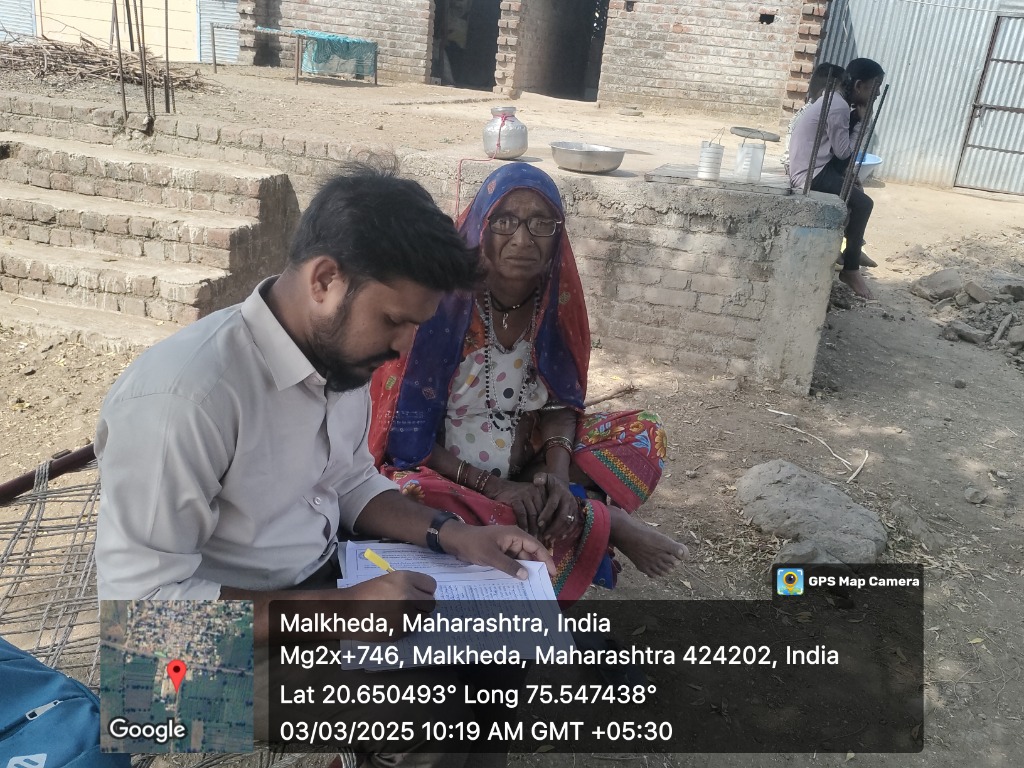 GPS Map Camera
Malkheda, Maharashtra, India
Mg2x+746, Malkheda, Maharashtra 424202, India
Lat 20.650493° Long 75.547438°
03/03/2025 10:19 AM GMT +05:30
Google